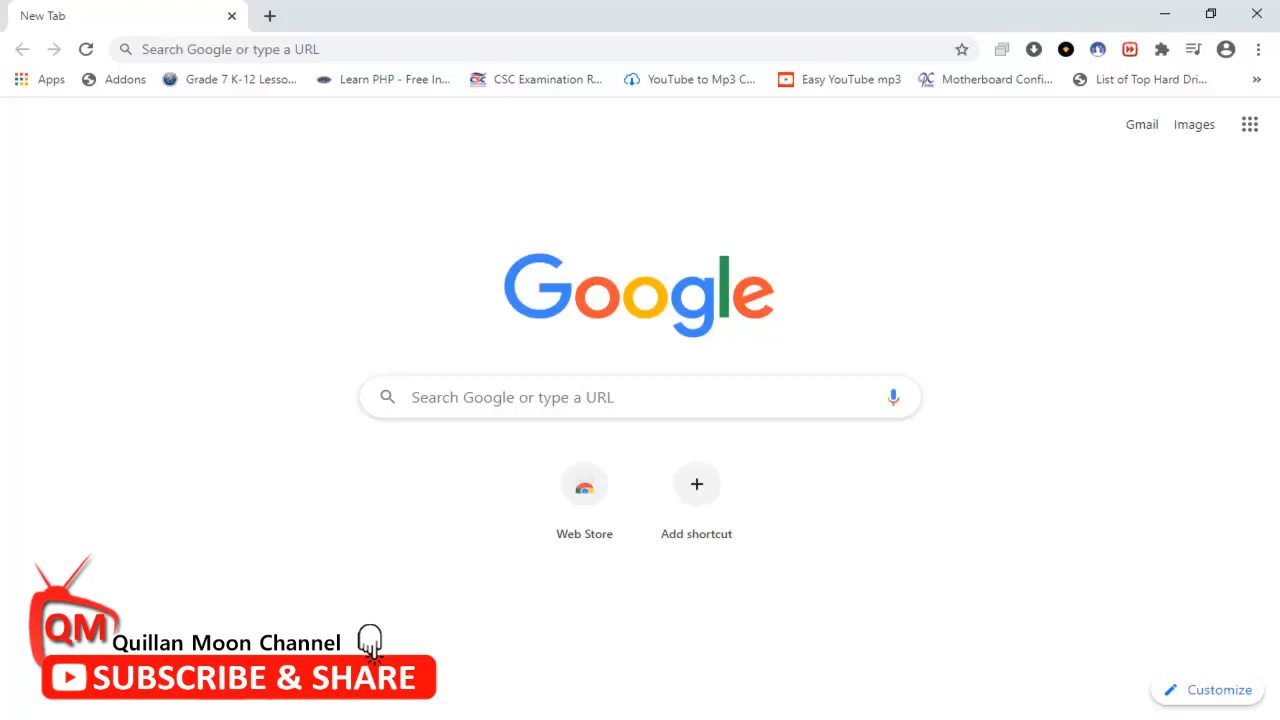 New Tab
Search Google or type a URL
Apps Addons Grade 7 K-12 Lesso... Learn PHP - Free In... CSC Examination R... YouTube to Mp3 C... Easy YouTube mp3 Motherboard Confi... List of Top Hard Dri... »
Gmail Images
Google
Search Google or type a URL
Web Store Add shortcut
QM Quillan Moon Channel
SUBSCRIBE & SHARE
Customize